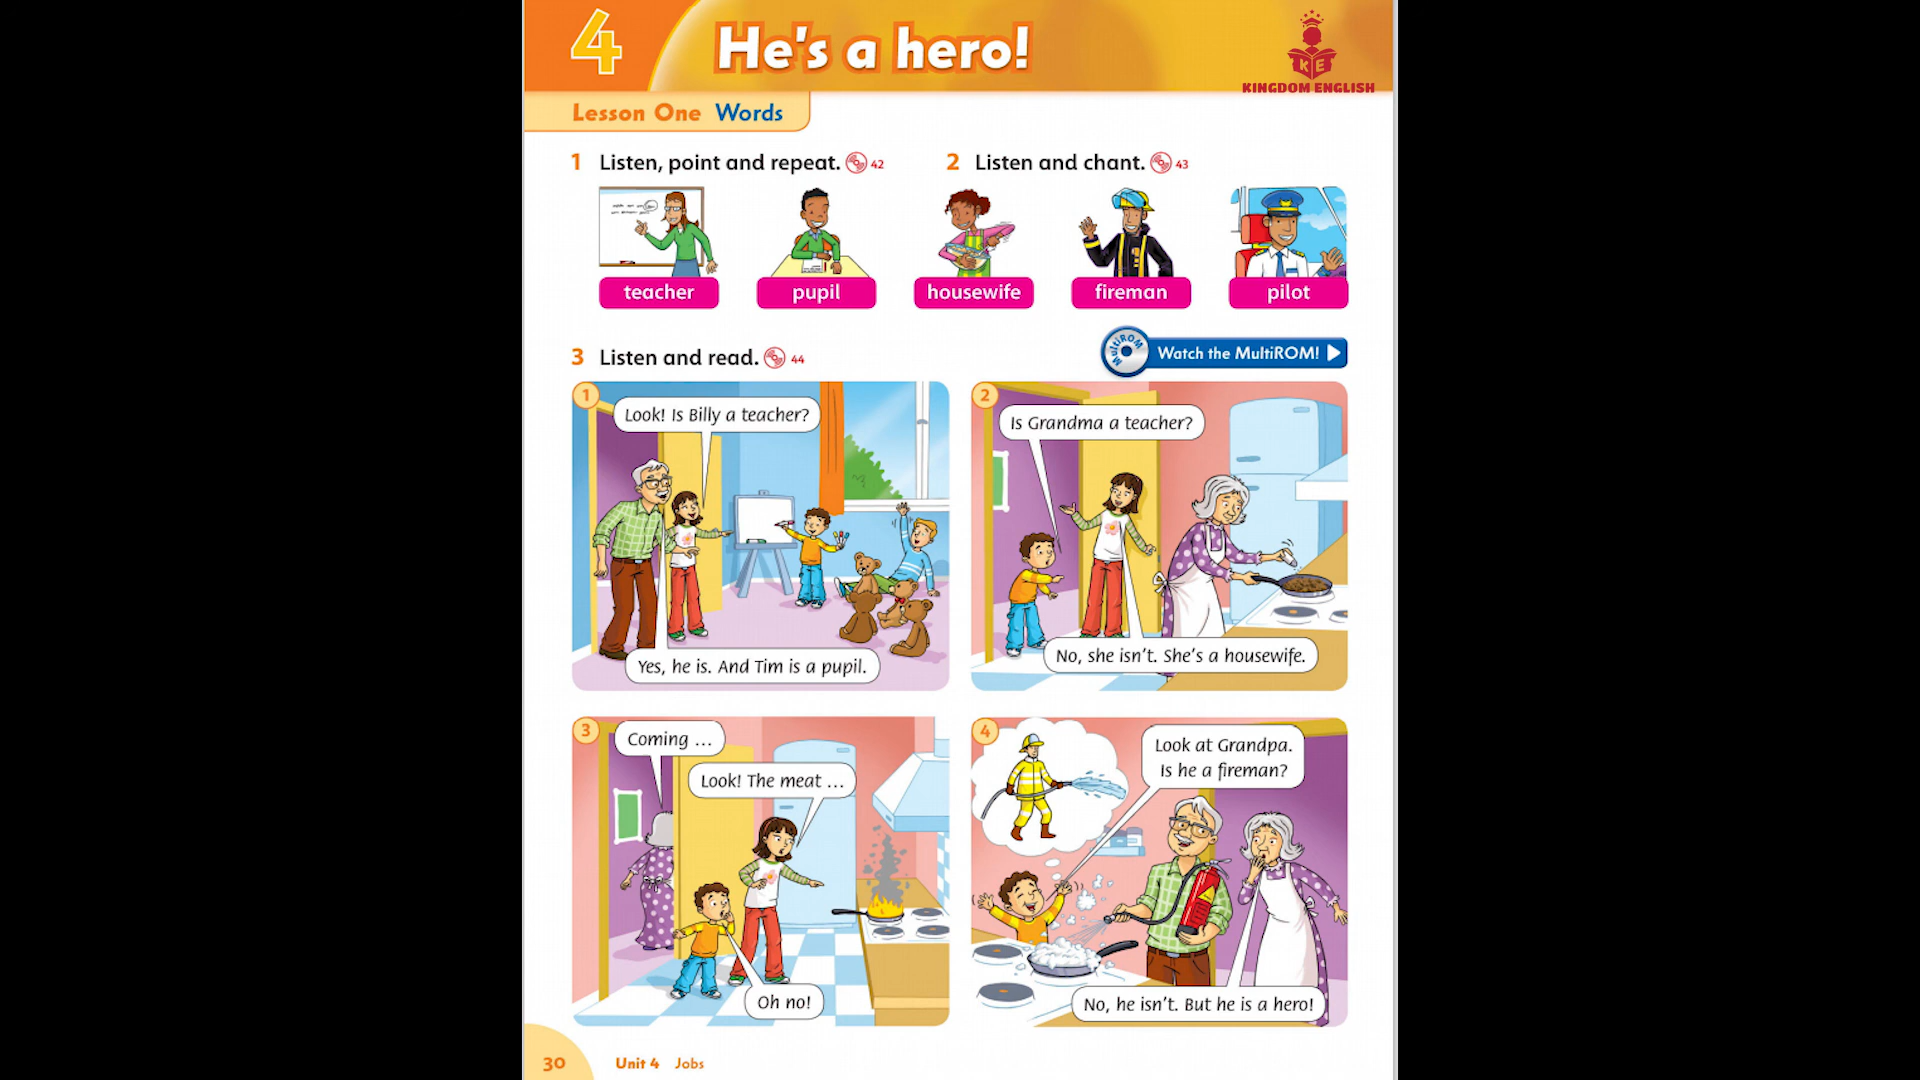 4
He's a hero!
KE
KINGDOM ENGLISH
Lesson One Words
1 Listen, point and repeat. 42
2 Listen and chant. 43
teacher
pupil
housewife
fireman
pilot
3 Listen and read. 44
MultiROM
Watch the MultiROM!
1
Look! Is Billy a teacher?
Yes, he is. And Tim is a pupil.
2
Is Grandma a teacher?
No, she isn't. She's a housewife.
3
Coming ...
Look! The meat ...
Oh no!
4
Look at Grandpa.
Is he a fireman?
No, he isn't. But he is a hero!
30
Unit 4 Jobs